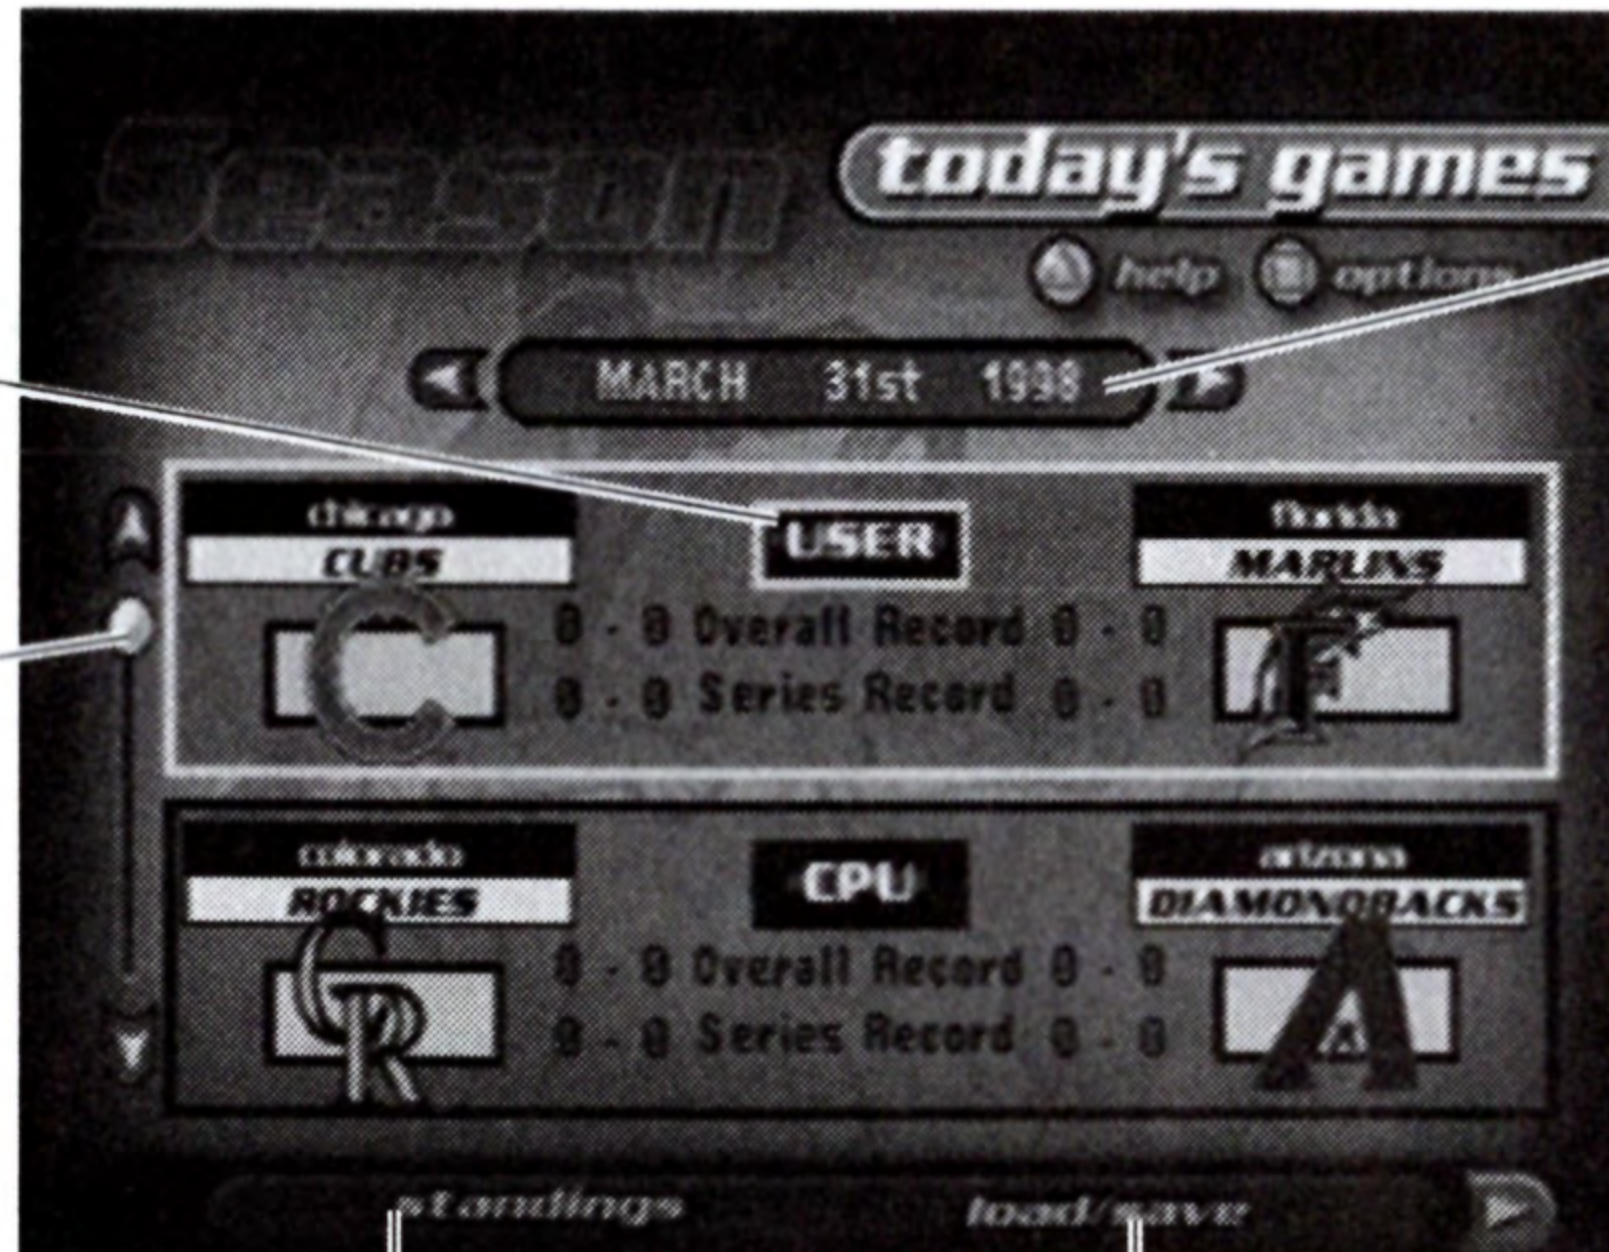 Season
today's games
help options
MARCH 31st 1998
chicago USER florida
CUBS MARLINS
0 - 0 Overall Record 0 - 0
0 - 0 Series Record 0 - 0
colorado CPU arizona
ROCKIES DIAMONDBACKS
0 - 0 Overall Record 0 - 0
0 - 0 Series Record 0 - 0
standings load/save